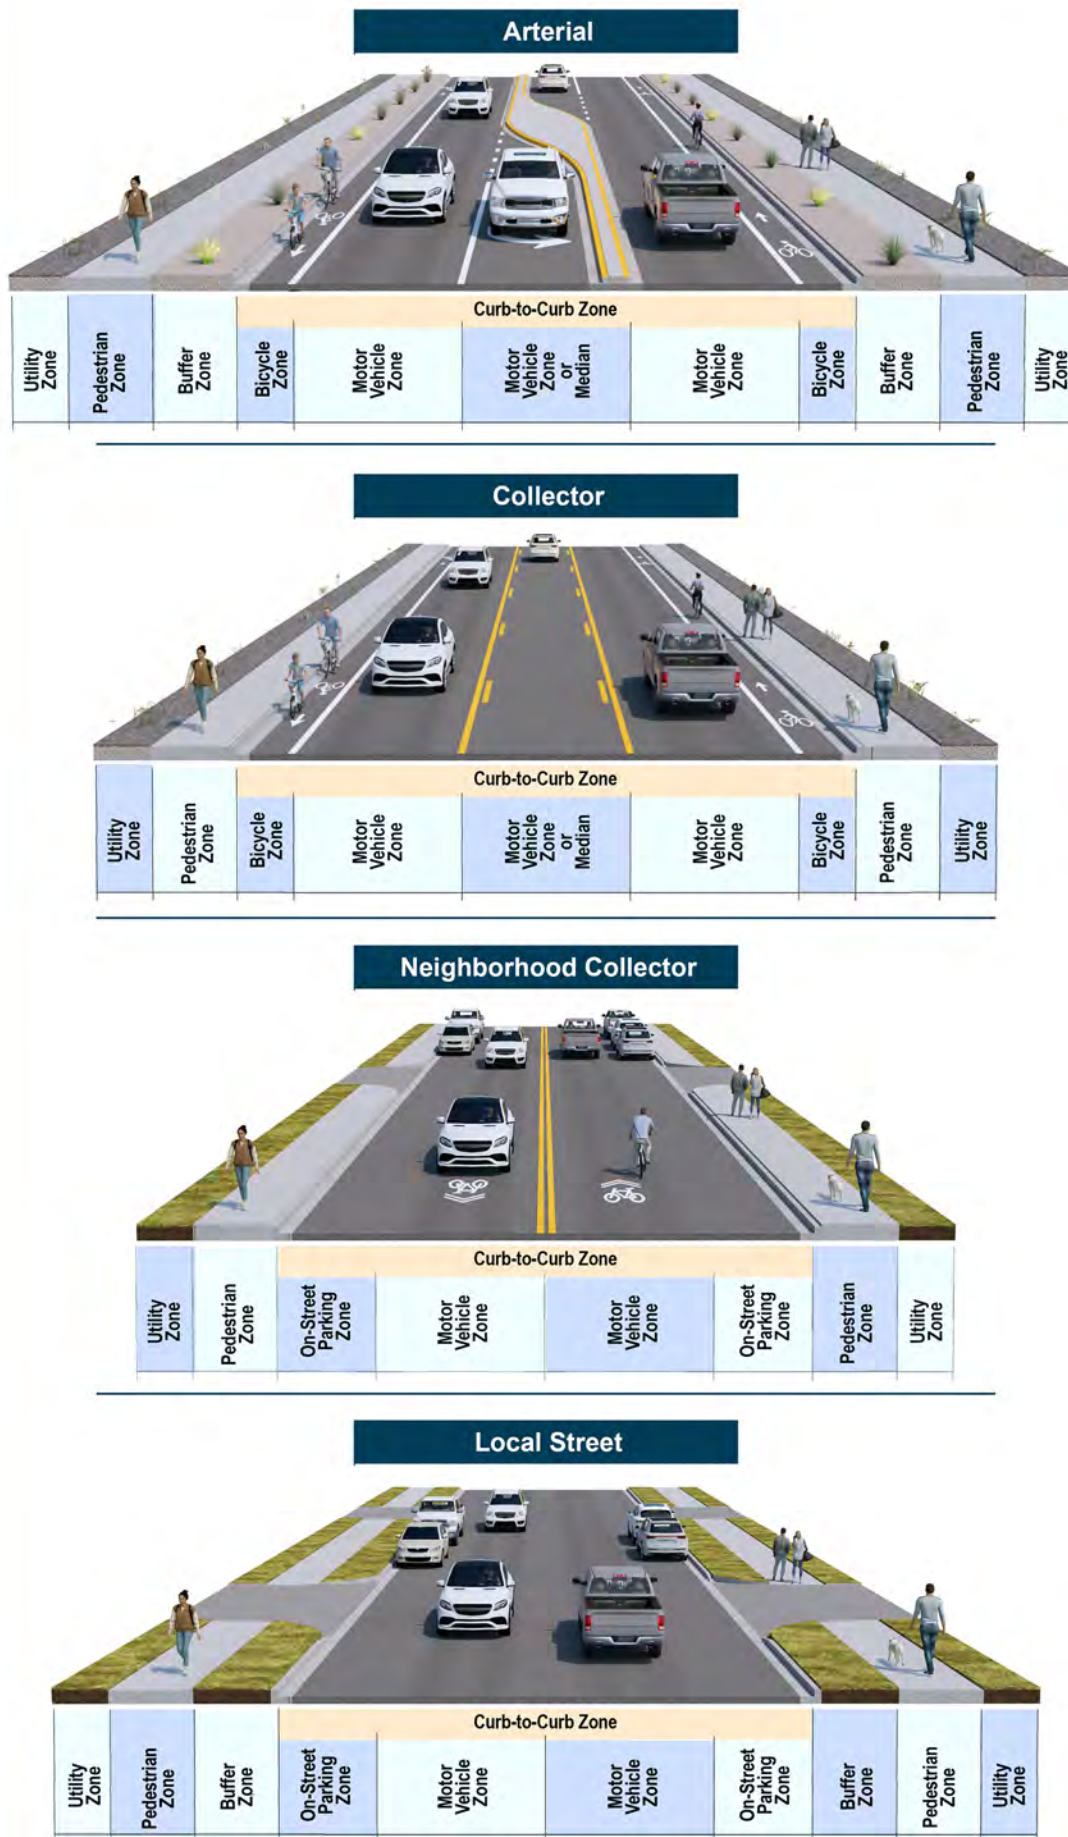 Arterial
Curb-to-Curb Zone
Utility
Zone
Pedestrian
Zone
Buffer
Zone
Bicycle
Zone
Motor
Vehicle
Zone
Motor
Vehicle
Zone
or
Median
Motor
Vehicle
Zone
Bicycle
Zone
Buffer
Zone
Pedestrian
Zone
Utility
Zone
Collector
Curb-to-Curb Zone
Utility
Zone
Pedestrian
Zone
Bicycle
Zone
Motor
Vehicle
Zone
Motor
Vehicle
Zone
or
Median
Motor
Vehicle
Zone
Bicycle
Zone
Pedestrian
Zone
Utility
Zone
Neighborhood Collector
Curb-to-Curb Zone
Utility
Zone
Pedestrian
Zone
On-Street
Parking
Zone
Motor
Vehicle
Zone
Motor
Vehicle
Zone
On-Street
Parking
Zone
Pedestrian
Zone
Utility
Zone
Local Street
Curb-to-Curb Zone
Utility
Zone
Pedestrian
Zone
Buffer
Zone
On-Street
Parking
Zone
Motor
Vehicle
Zone
Motor
Vehicle
Zone
On-Street
Parking
Zone
Buffer
Zone
Pedestrian
Zone
Utility
Zone